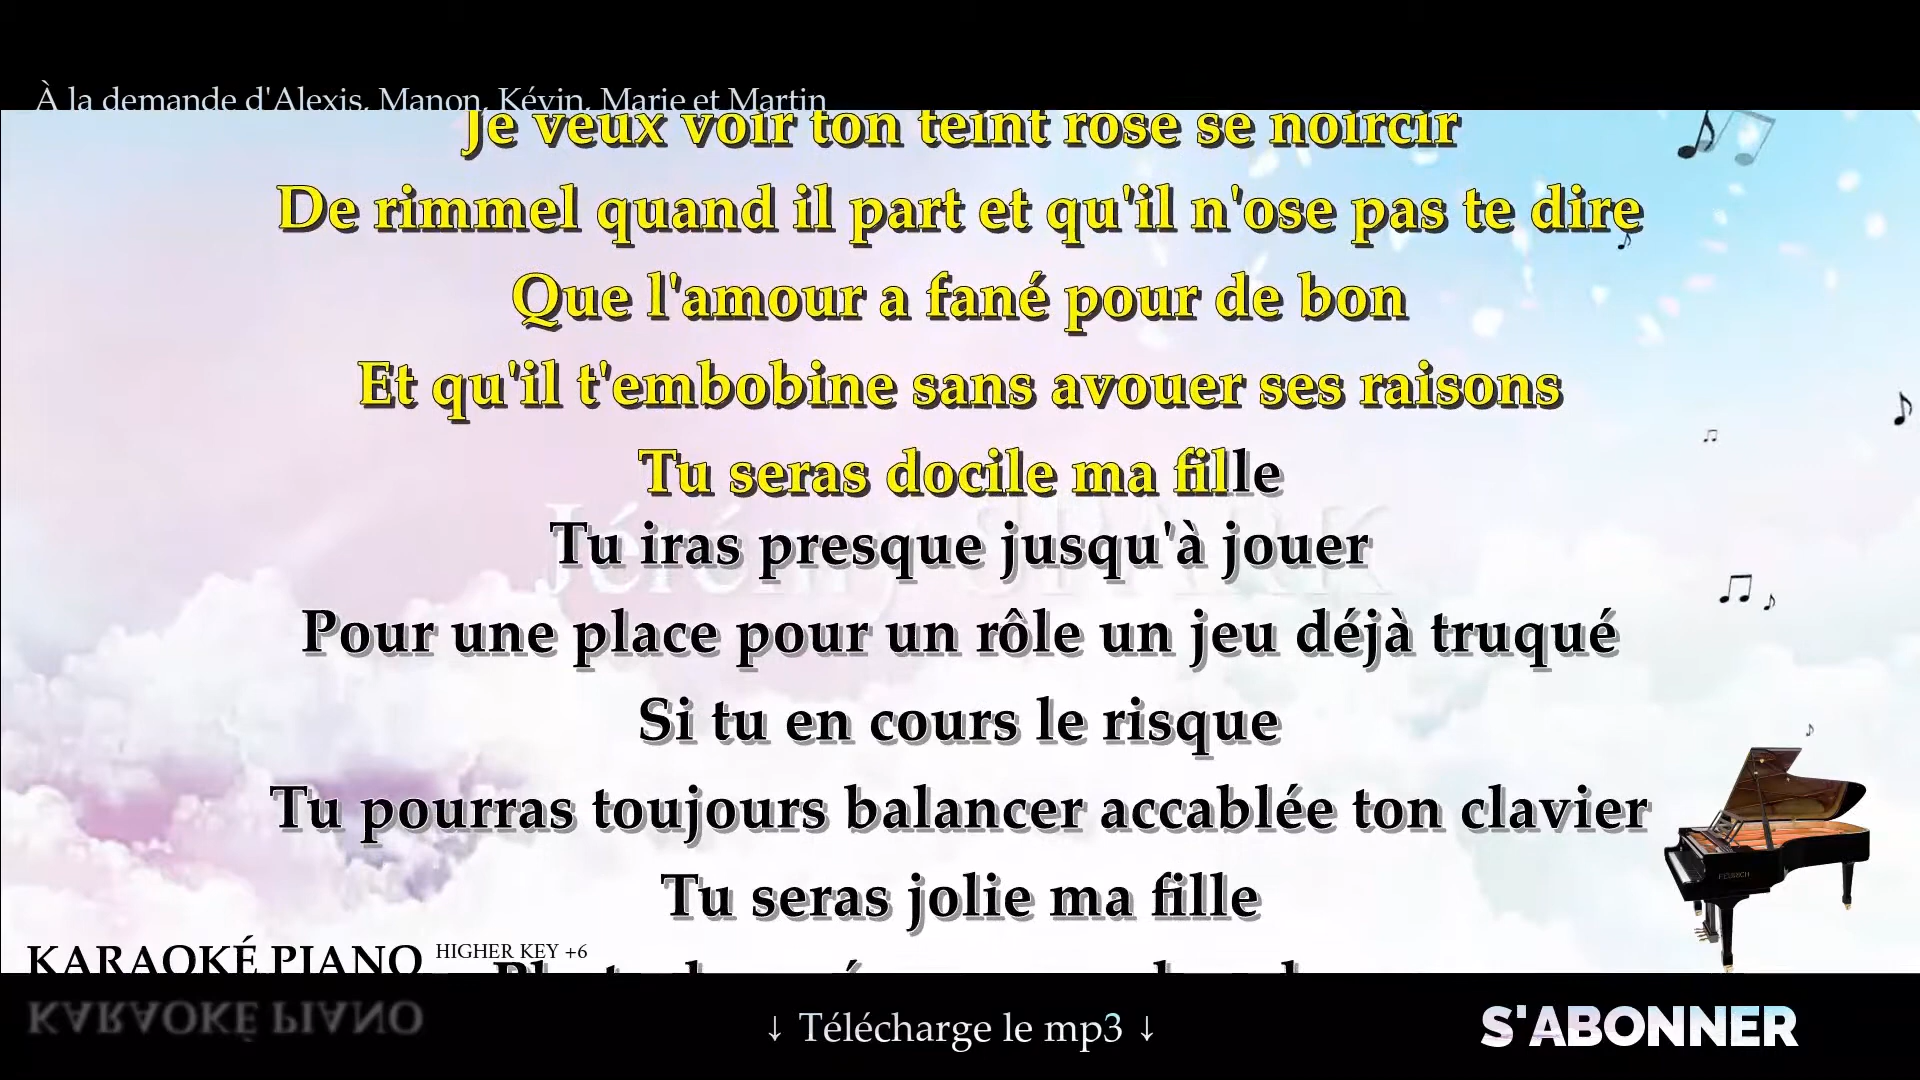 À la demande d'Alexis, Manon, Kévin, Marie et Martin
Je veux voir ton teint rose se noircir
De rimmel quand il part et qu'il n'ose pas te dire
Que l'amour a fané pour de bon
Et qu'il t'embobine sans avouer ses raisons
Tu seras docile ma fille
Jérémy SPARK
Tu iras presque jusqu'à jouer
Pour une place pour un rôle un jeu déjà truqué
Si tu en cours le risque
Tu pourras toujours balancer accablée ton clavier
Tu seras jolie ma fille
KARAOKÉ PIANO HIGHER KEY +6
↓ Télécharge le mp3 ↓
S'ABONNER